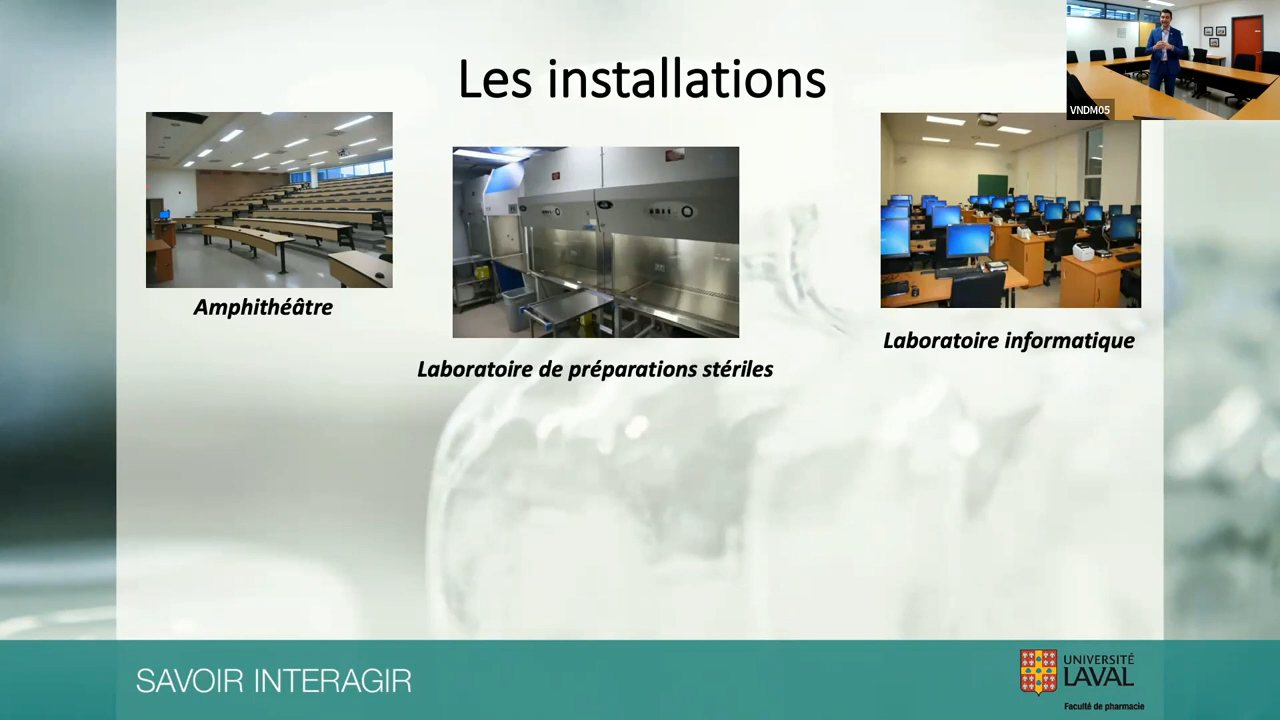 Les installations
VNDM05
Amphithéâtre
Laboratoire de préparations stériles
Laboratoire informatique
SAVOIR INTERAGIR
UNIVERSITÉ
LAVAL
Faculté de pharmacie